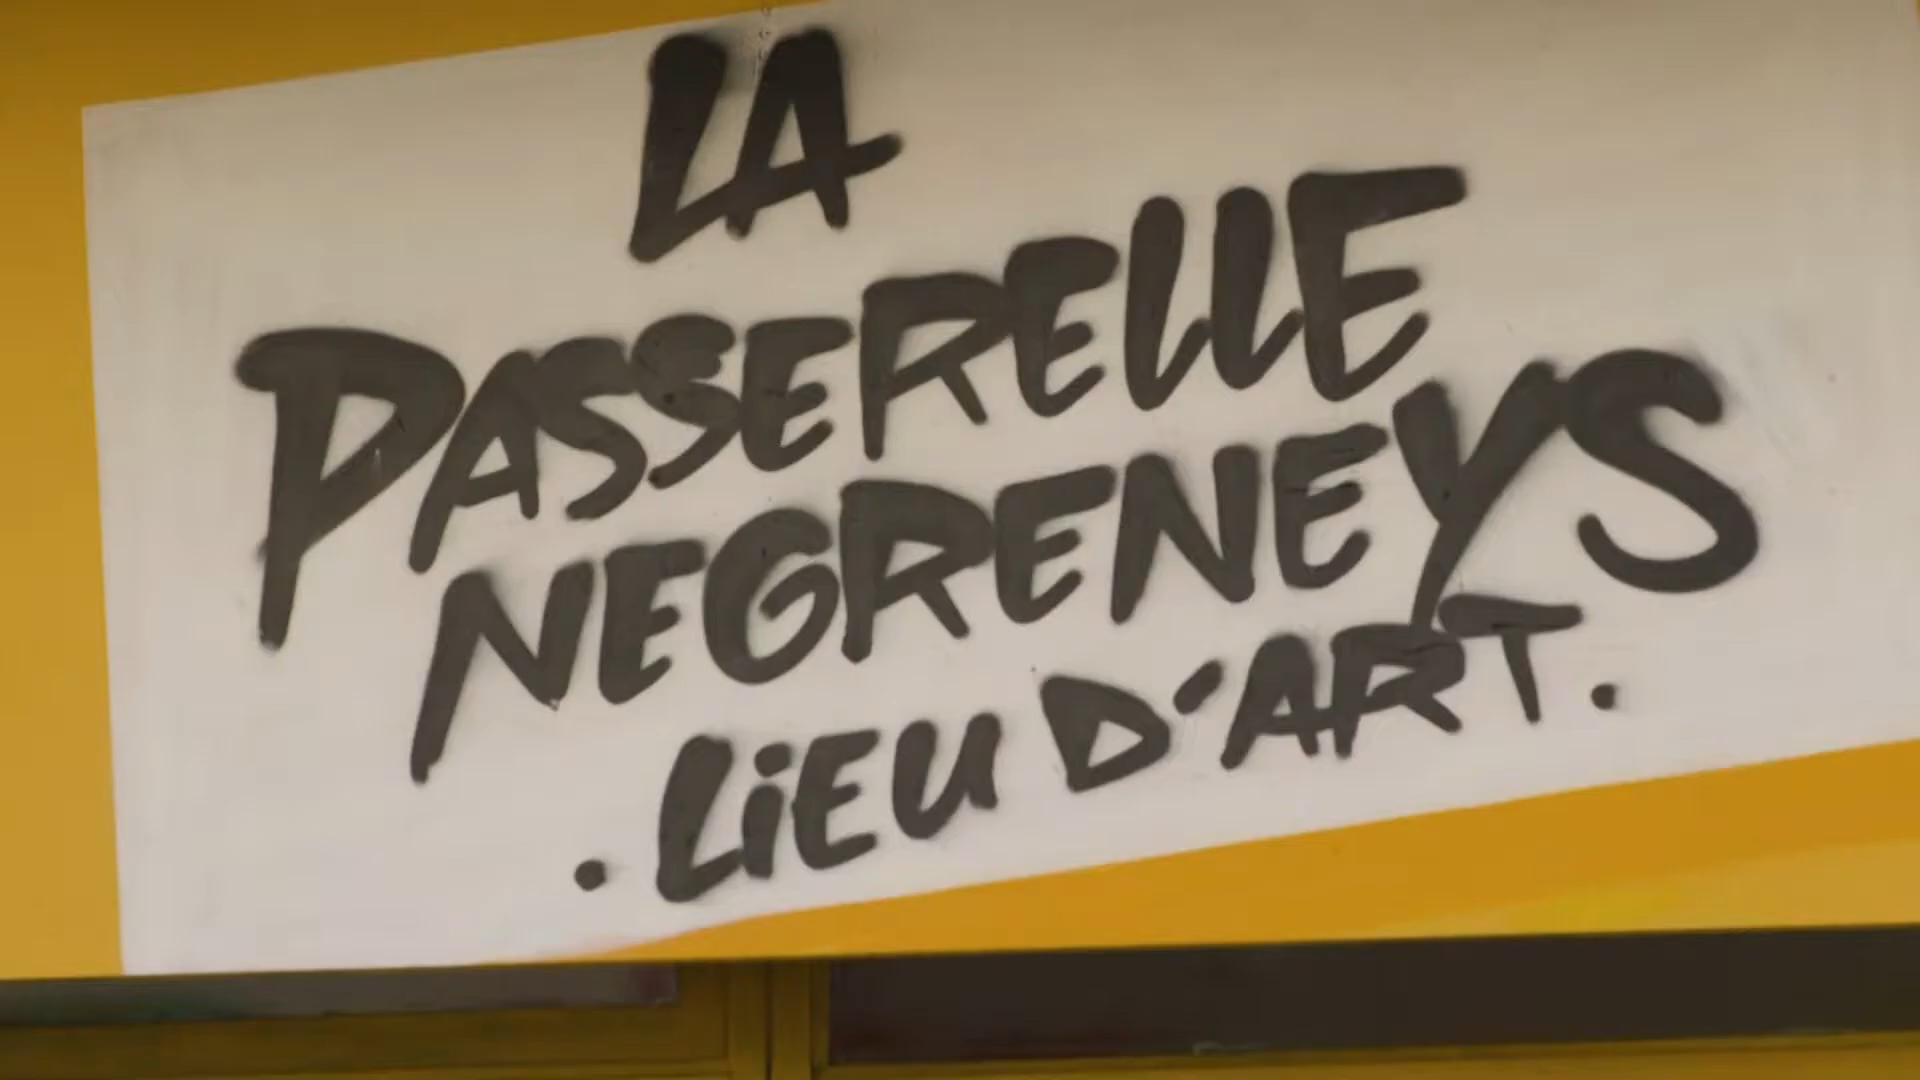 LA
PASSERELLE
NEGRENEYS
. LiEU D'ART .